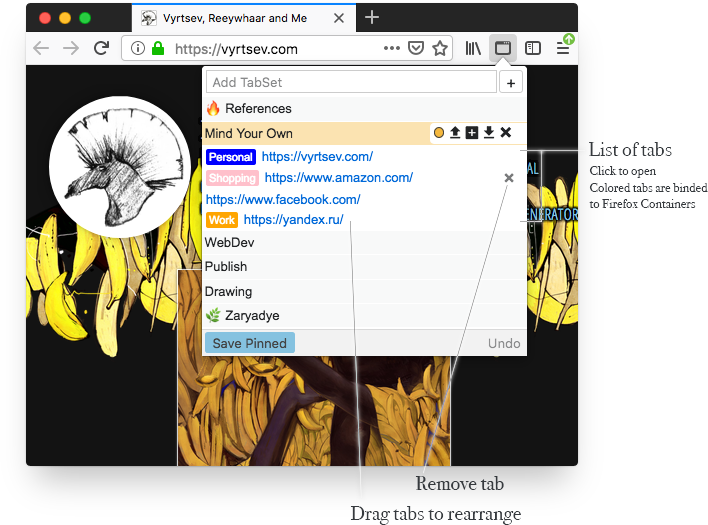 Vyrtsev, Reeywhaar and Me
https://vyrtsev.com
Add TabSet
+
References
Mind Your Own
Personal https://vyrtsev.com/
Shopping https://www.amazon.com/
https://www.facebook.com/
Work https://yandex.ru/
WebDev
Publish
Drawing
Zaryadye
Save Pinned
Undo
GENERATOR
List of tabs
Click to open
Colored tabs are binded
to Firefox Containers
Remove tab
Drag tabs to rearrange